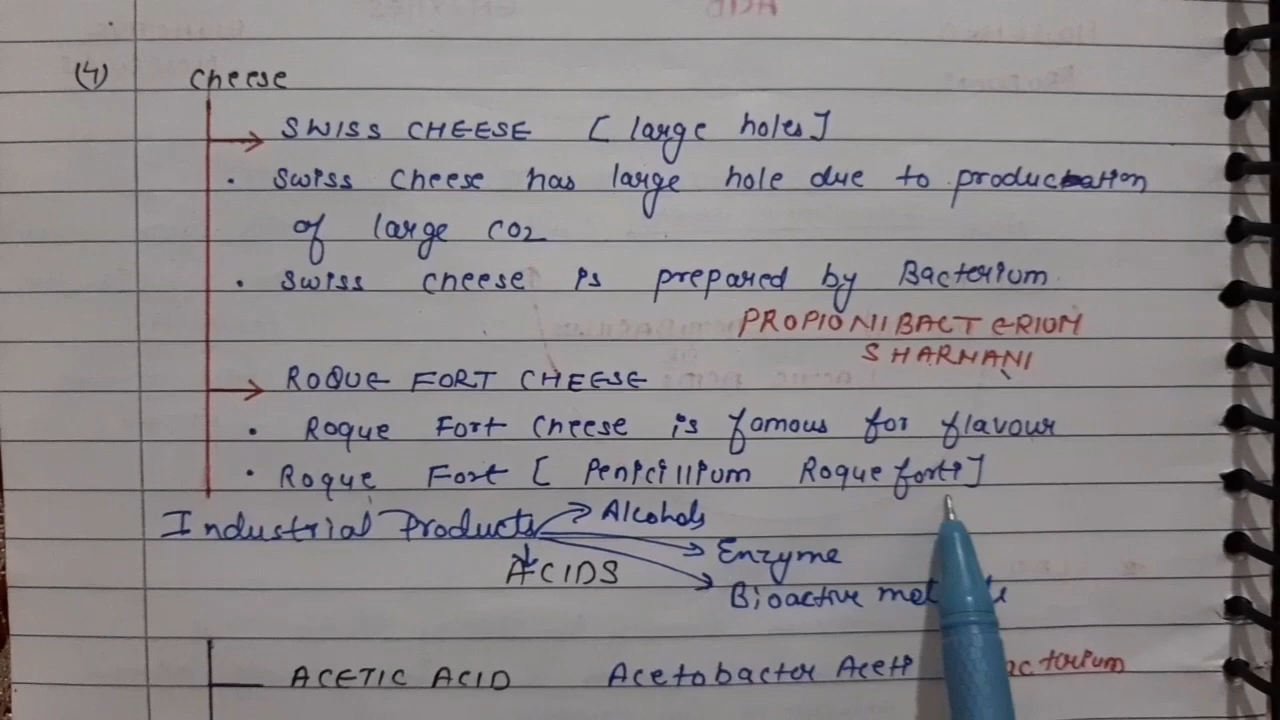 (4) Cheese
SWISS CHEESE [large holes]
. Swiss cheese has large hole due to production
of large CO2
. Swiss cheese is prepared by Bacterium.
PROPIONIIBACTERIUM
SHARMANI
ROQUE FORT CHEESE
. Roque Fort cheese is famous for flavour
. Roque Fort [Penicillium Roqueforti]
Industrial Products Alcohols
Enzyme
ACIDS
Bioactive
ACETIC ACID Acetobacter Aceti